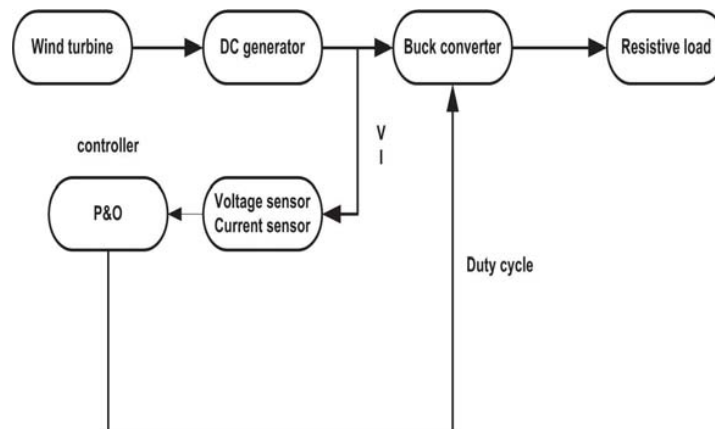 Wind turbine
DC generator
Buck converter
Resistive load
V
I
controller
P&O
Voltage sensor
Current sensor
Duty cycle